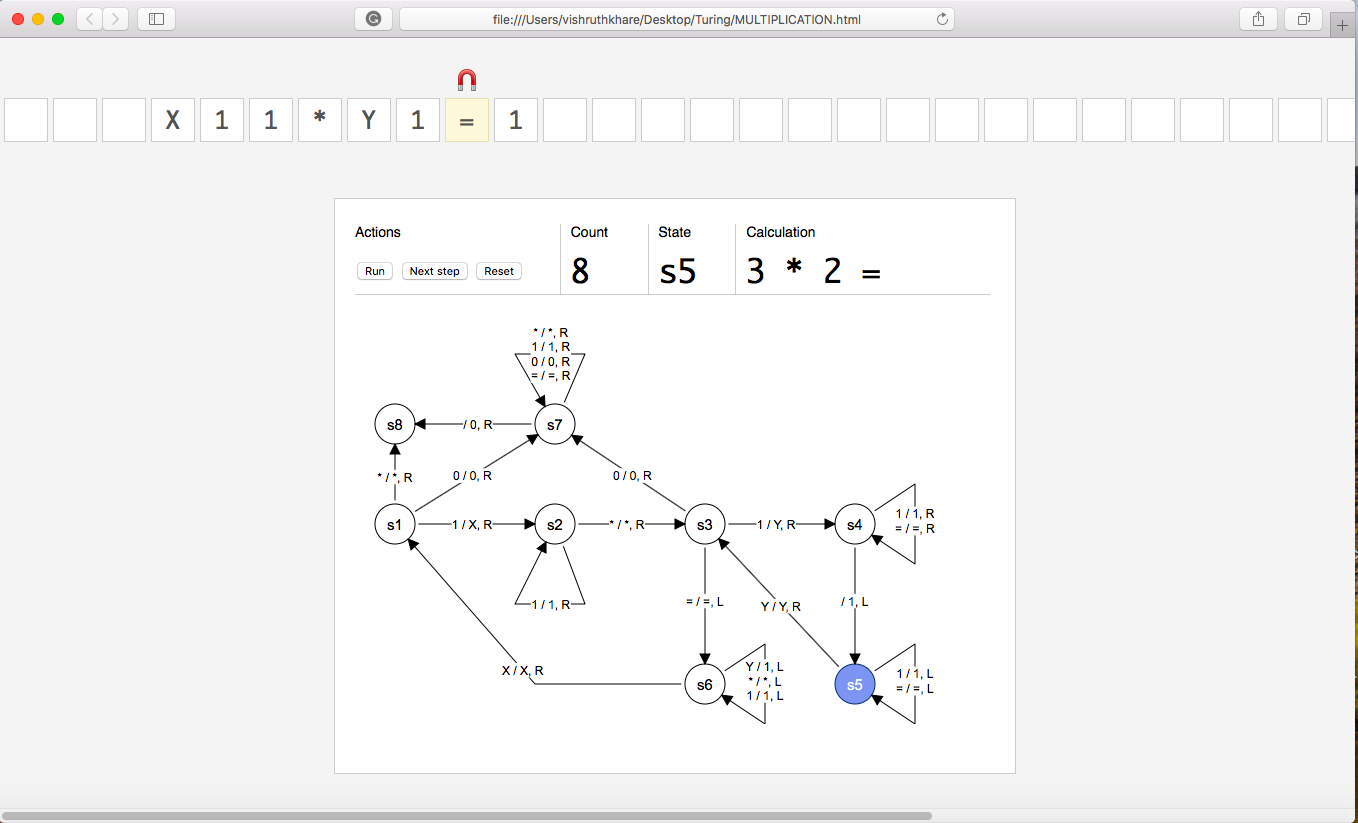 file:///Users/vishruthkhare/Desktop/Turing/MULTIPLICATION.html
X 1 1 * Y 1 = 1
Actions Count State Calculation
Run Next step Reset 8 s5 3 * 2 =
* / *, R
1 / 1, R
0 / 0, R
= / =, R
s8 / 0, R s7
* / *, R 0 / 0, R 0 / 0, R
s1 1 / X, R s2 * / *, R s3 1 / Y, R s4
1 / 1, R
= / =, R
1 / 1, R = / =, L Y / Y, R / 1, L
X / X, R s6
Y / 1, L
* / *, L
1 / 1, L
s5
1 / 1, L
= / =, L